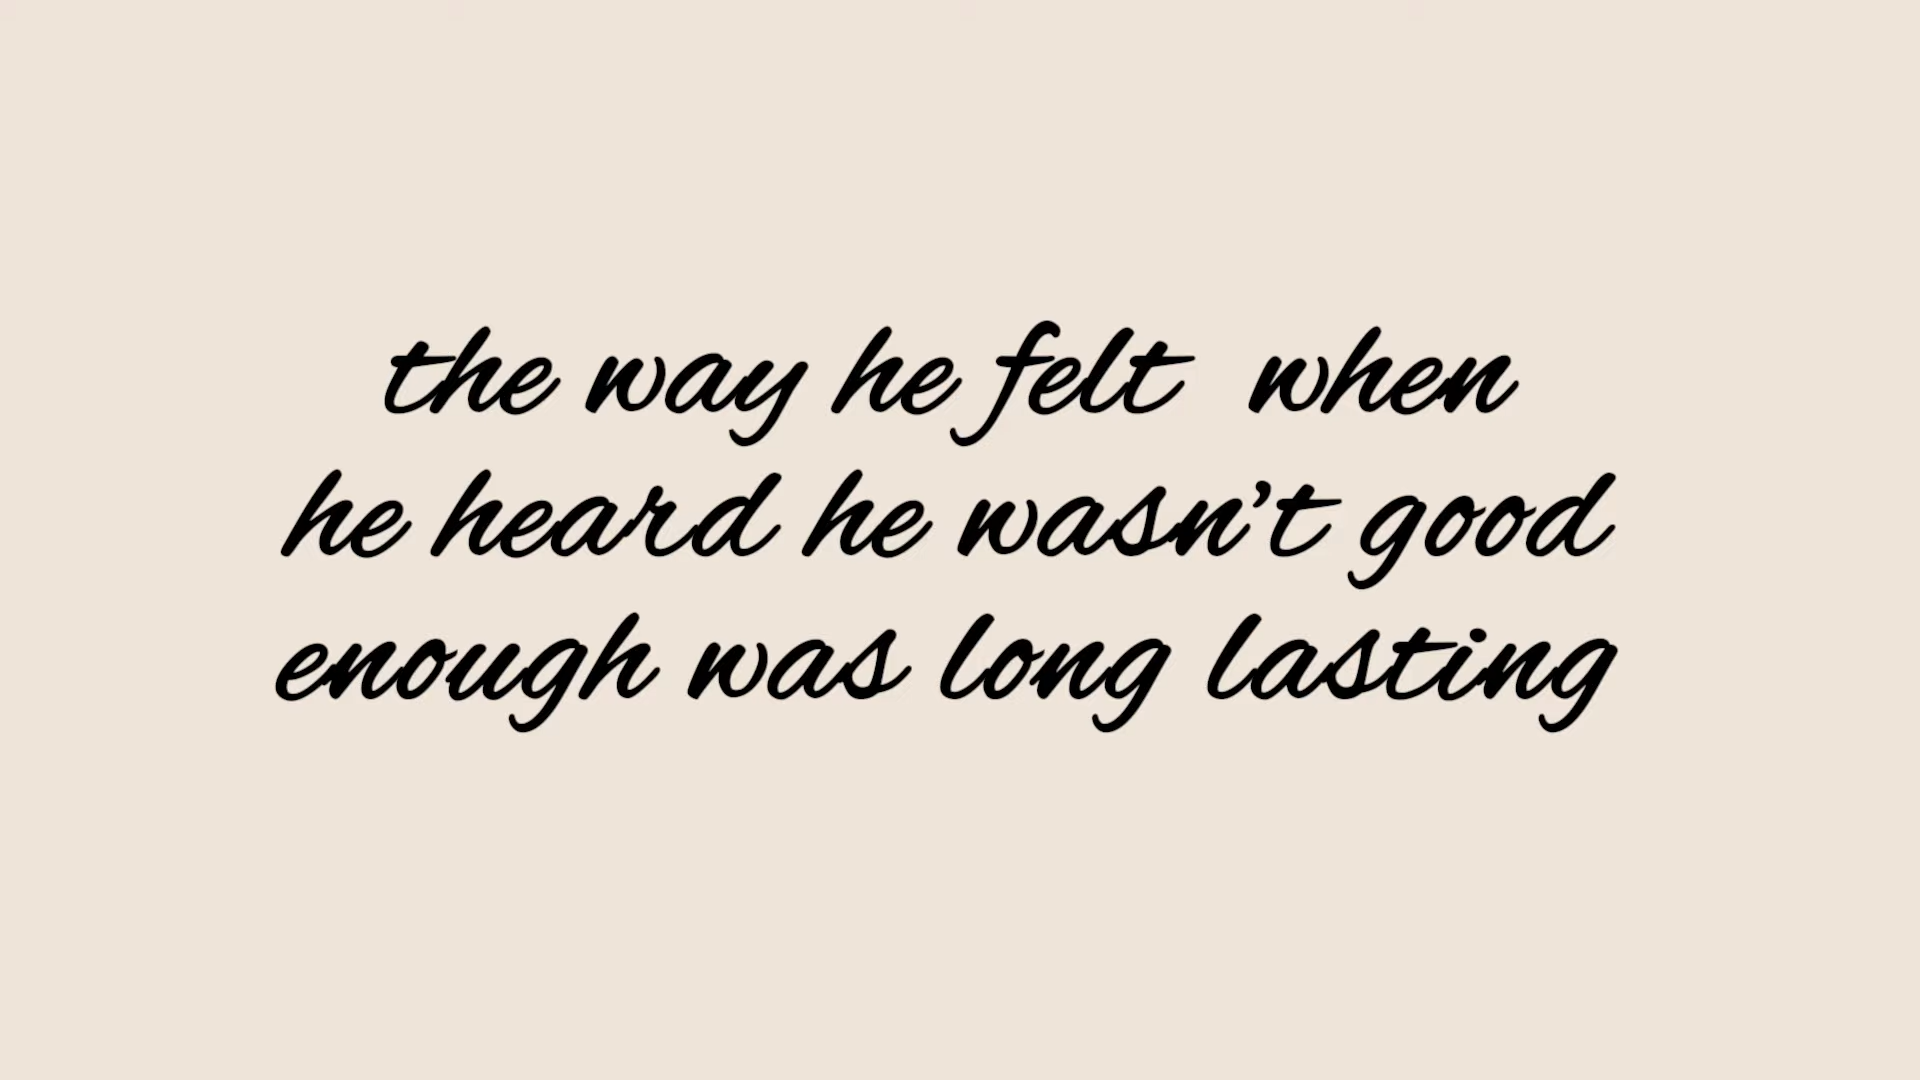 the way he felt  when
he heard he wasn’t good
enough was long lasting